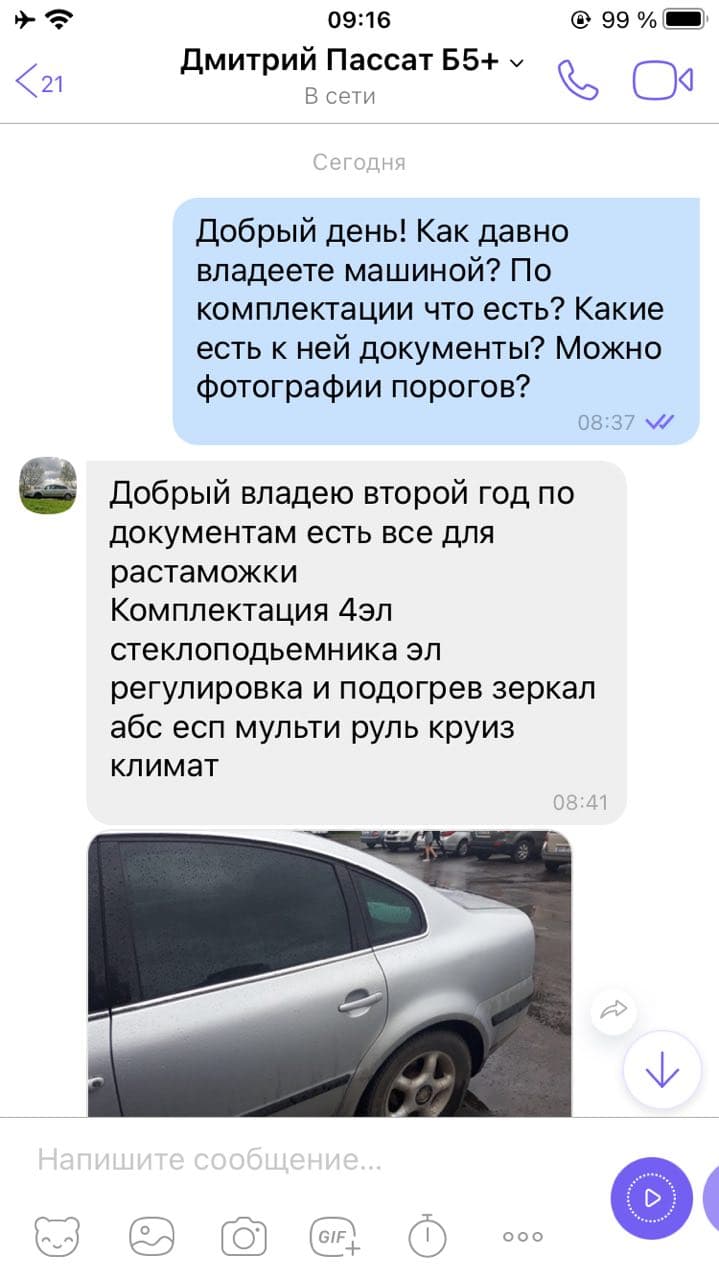 09:16
99 %
21
Дмитрий Пассат Б5+
В сети
Сегодня
Добрый день! Как давно
владеете машиной? По
комплектации что есть? Какие
есть к ней документы? Можно
фотографии порогов?
08:37
Добрый владею второй год по
документам есть все для
растаможки
Комплектация 4эл
стеклоподьемника эл
регулировка и подогрев зеркал
абс есп мульти руль круиз
климат
08:41
Напишите сообщение...
GIF